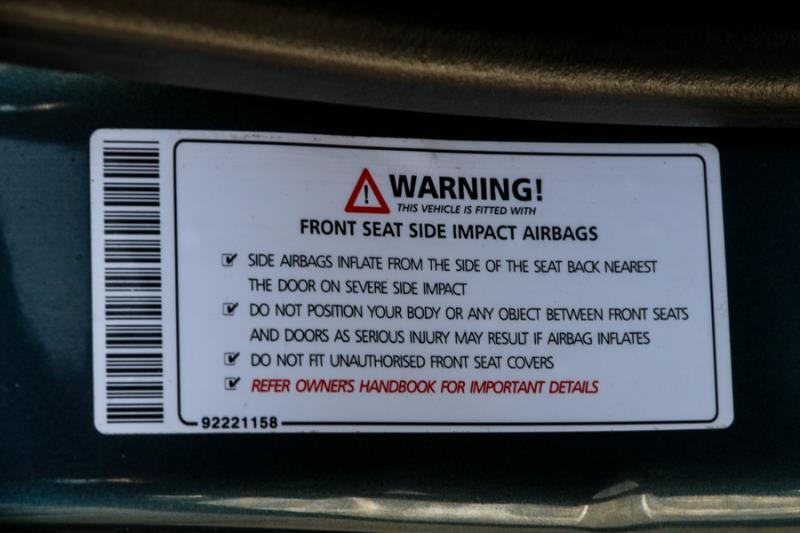 WARNING!
THIS VEHICLE IS FITTED WITH
FRONT SEAT SIDE IMPACT AIRBAGS
SIDE AIRBAGS INFLATE FROM THE SIDE OF THE SEAT BACK NEAREST
THE DOOR ON SEVERE SIDE IMPACT
DO NOT POSITION YOUR BODY OR ANY OBJECT BETWEEN FRONT SEATS
AND DOORS AS SERIOUS INJURY MAY RESULT IF AIRBAG INFLATES
DO NOT FIT UNAUTHORISED FRONT SEAT COVERS
REFER OWNER'S HANDBOOK FOR IMPORTANT DETAILS
92221158